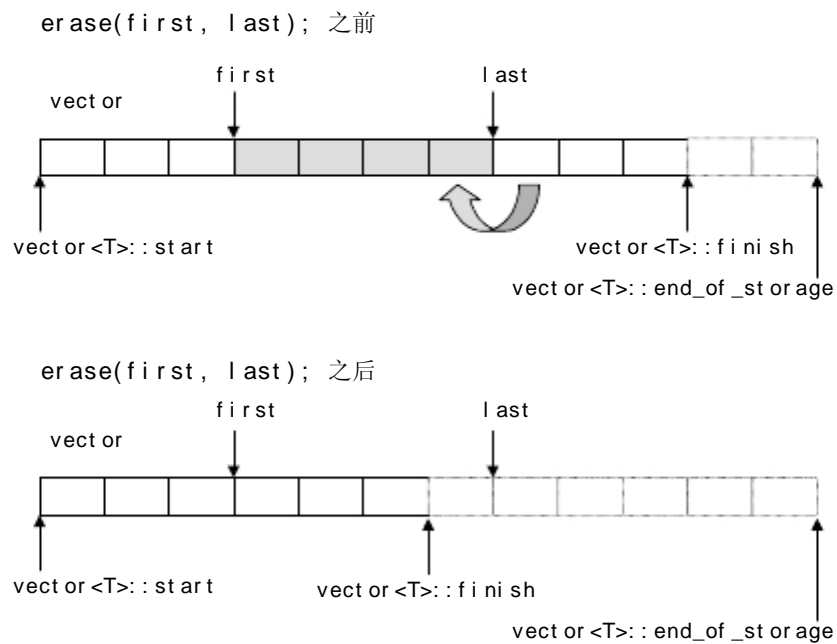 erase(first, last); 之前
first last
vector
vector<T>::start vector<T>::finish
vector<T>::end_of_storage
erase(first, last); 之后
first last
vector
vector<T>::start vector<T>::finish
vector<T>::end_of_storage